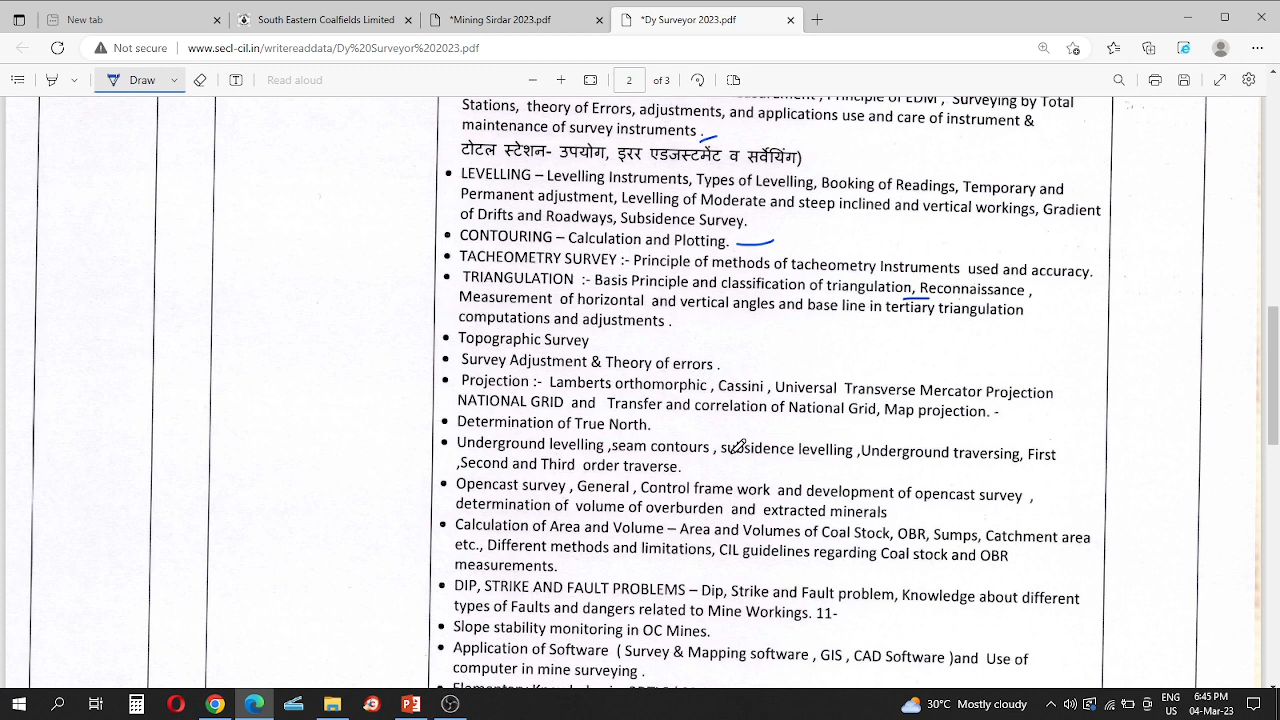 New tab
South Eastern Coalfields Limited
*Mining Sirdar 2023.pdf
*Dy Surveyor 2023.pdf
Not secure
www.secl-cil.in/writereaddata/Dy%20Surveyor%202023.pdf
Draw
Read aloud
2
of 3
, Principle of EDM , Surveying by Total
Stations, theory of Errors, adjustments, and applications use and care of instrument &
maintenance of survey instruments .
टोटल स्टेशन- उपयोग, इरर एडजस्टमेंट व सर्वेयिंग)
• LEVELLING – Levelling Instruments, Types of Levelling, Booking of Readings, Temporary and
Permanent adjustment, Levelling of Moderate and steep inclined and vertical workings, Gradient
of Drifts and Roadways, Subsidence Survey.
• CONTOURING – Calculation and Plotting.
• TACHEOMETRY SURVEY :- Principle of methods of tacheometry Instruments used and accuracy.
• TRIANGULATION :- Basis Principle and classification of triangulation, Reconnaissance ,
Measurement of horizontal and vertical angles and base line in tertiary triangulation
computations and adjustments .
• Topographic Survey
• Survey Adjustment & Theory of errors .
• Projection :- Lamberts orthomorphic , Cassini , Universal Transverse Mercator Projection
NATIONAL GRID and Transfer and correlation of National Grid, Map projection. -
• Determination of True North.
• Underground levelling ,seam contours , subsidence levelling ,Underground traversing, First
,Second and Third order traverse.
• Opencast survey , General , Control frame work and development of opencast survey ,
determination of volume of overburden and extracted minerals
• Calculation of Area and Volume – Area and Volumes of Coal Stock, OBR, Sumps, Catchment area
etc., Different methods and limitations, CIL guidelines regarding Coal stock and OBR
measurements.
• DIP, STRIKE AND FAULT PROBLEMS – Dip, Strike and Fault problem, Knowledge about different
types of Faults and dangers related to Mine Workings. 11-
• Slope stability monitoring in OC Mines.
• Application of Software ( Survey & Mapping software , GIS , CAD Software )and Use of
computer in mine surveying .
30°C Mostly cloudy
ENG
US
6:45 PM
04-Mar-23